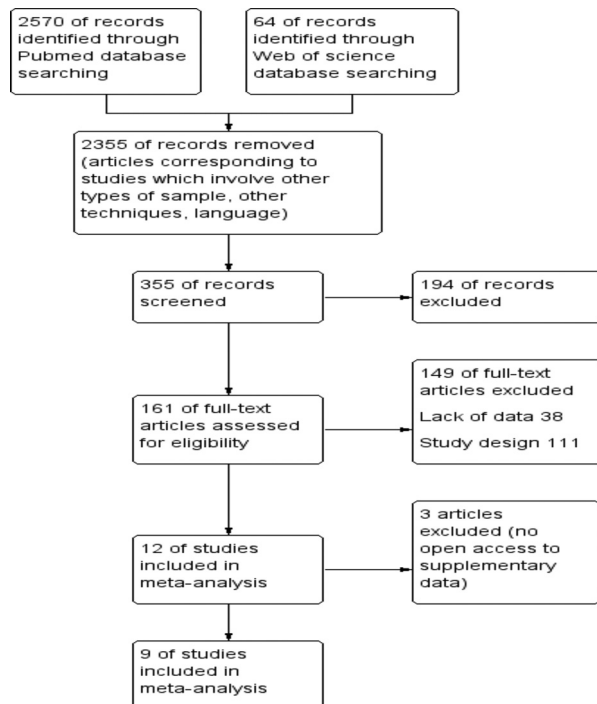 2570 of records
identified through
Pubmed database
searching
64 of records
identified through
Web of science
database searching
2355 of records removed
(articles corresponding to
studies which involve other
types of sample, other
techniques, language)
355 of records
screened
194 of records
excluded
161 of full-text
articles assessed
for eligibility
149 of full-text
articles excluded
Lack of data 38
Study design 111
12 of studies
included in
meta-analysis
3 articles
excluded (no
open access to
supplementary
data)
9 of studies
included in
meta-analysis